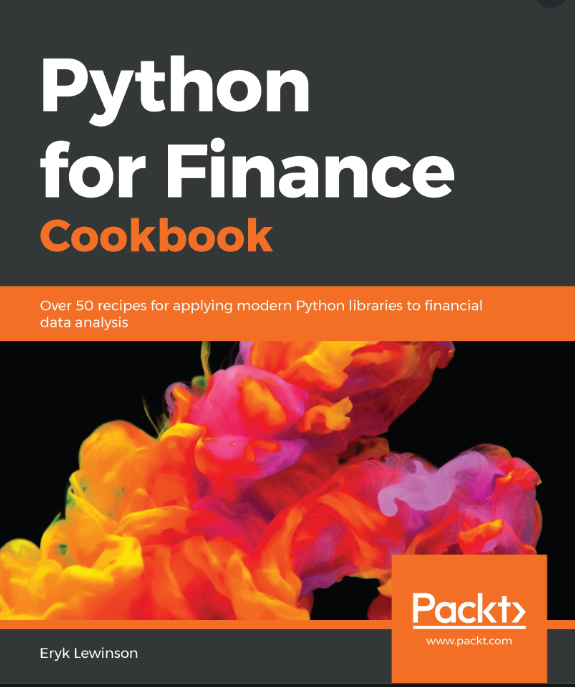 Python
for Finance
Cookbook
Over 50 recipes for applying modern Python libraries to financial
data analysis
Packt>
www.packt.com
Eryk Lewinson